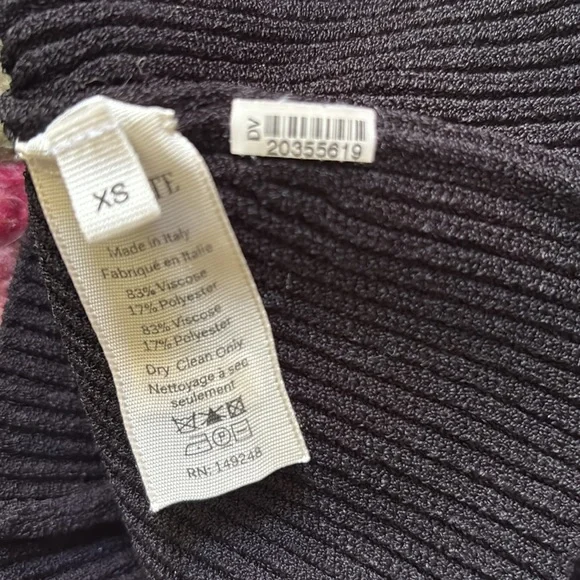 DV
20355619
XS
TE
Made in Italy
Fabriqué en Italie
83% Viscose
17% Polyester
83% Viscose
17% Polyester
Dry Clean Only
Nettoyage à sec
seulement
P
RN: 149248